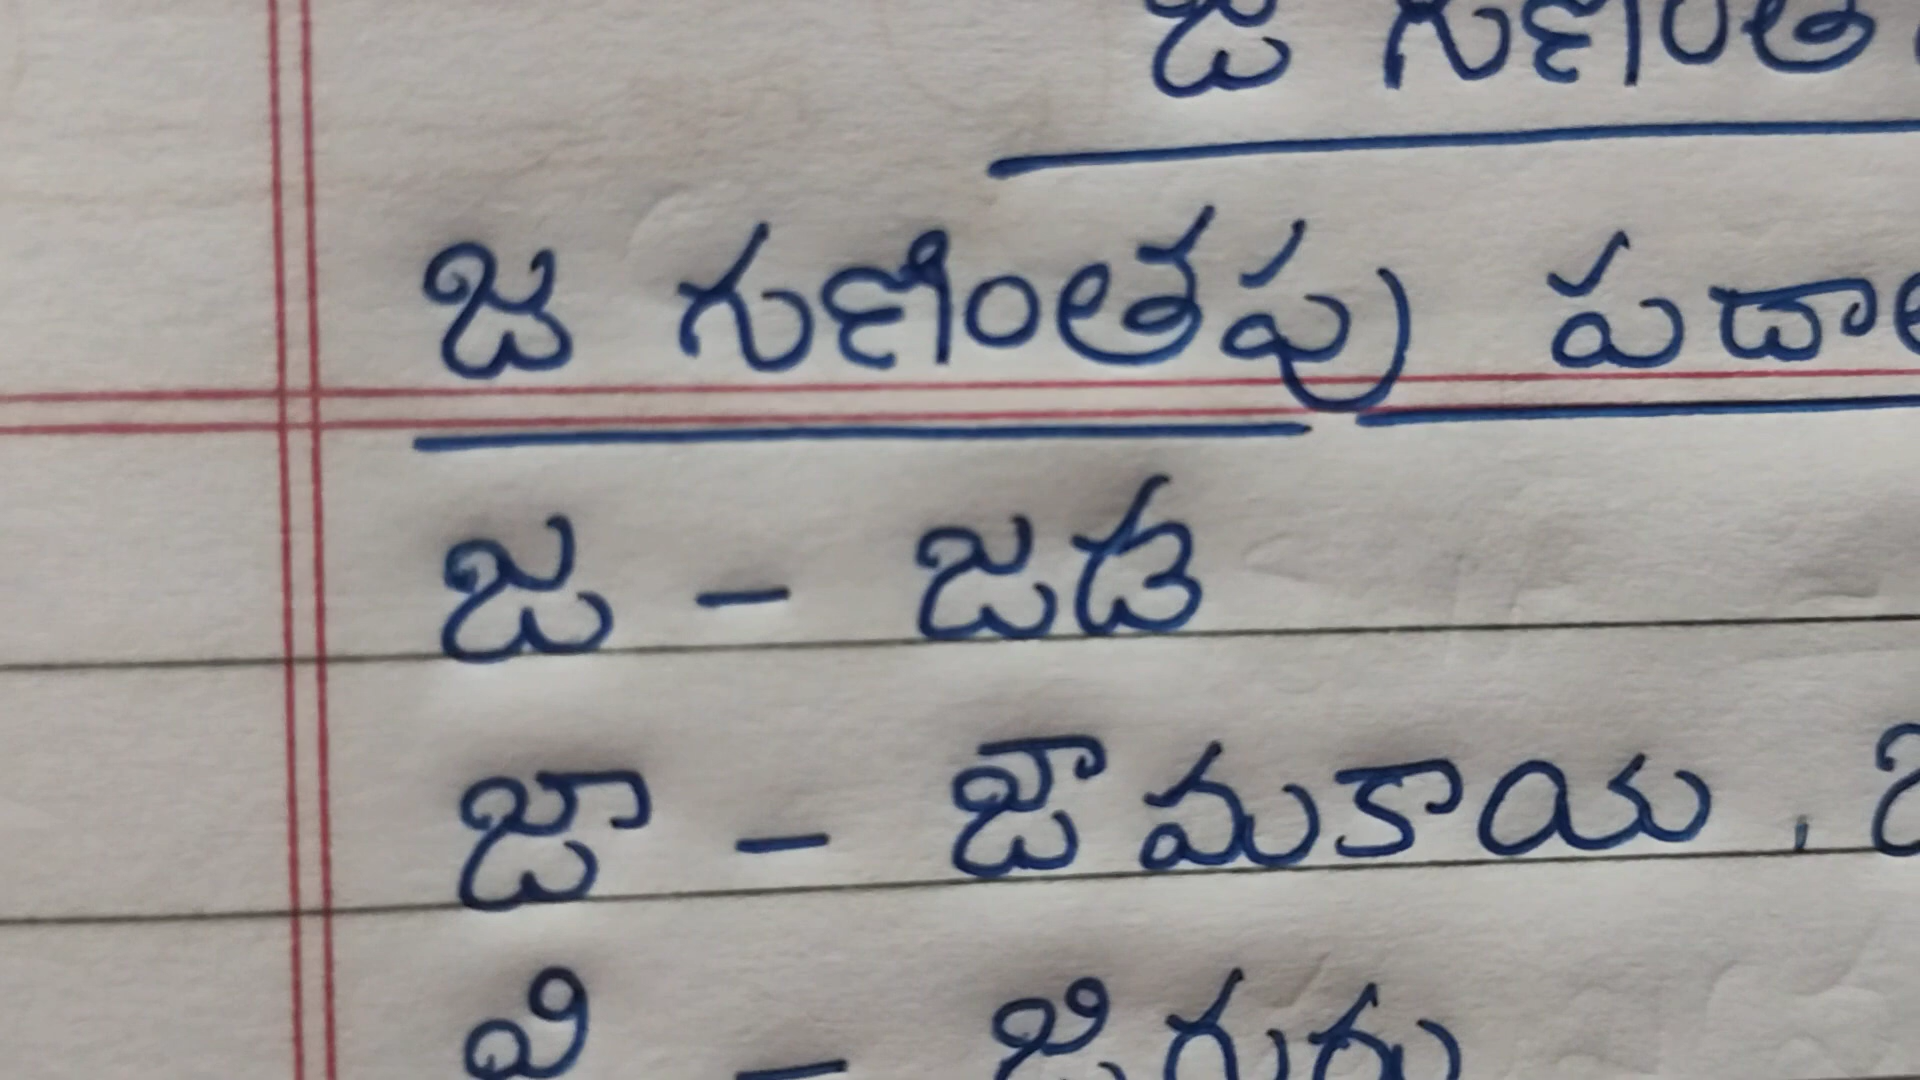 జ గుణింత
జ గుణింతపు పదాల
జ - జడ
జా - జామకాయ,
జి - జిగురు